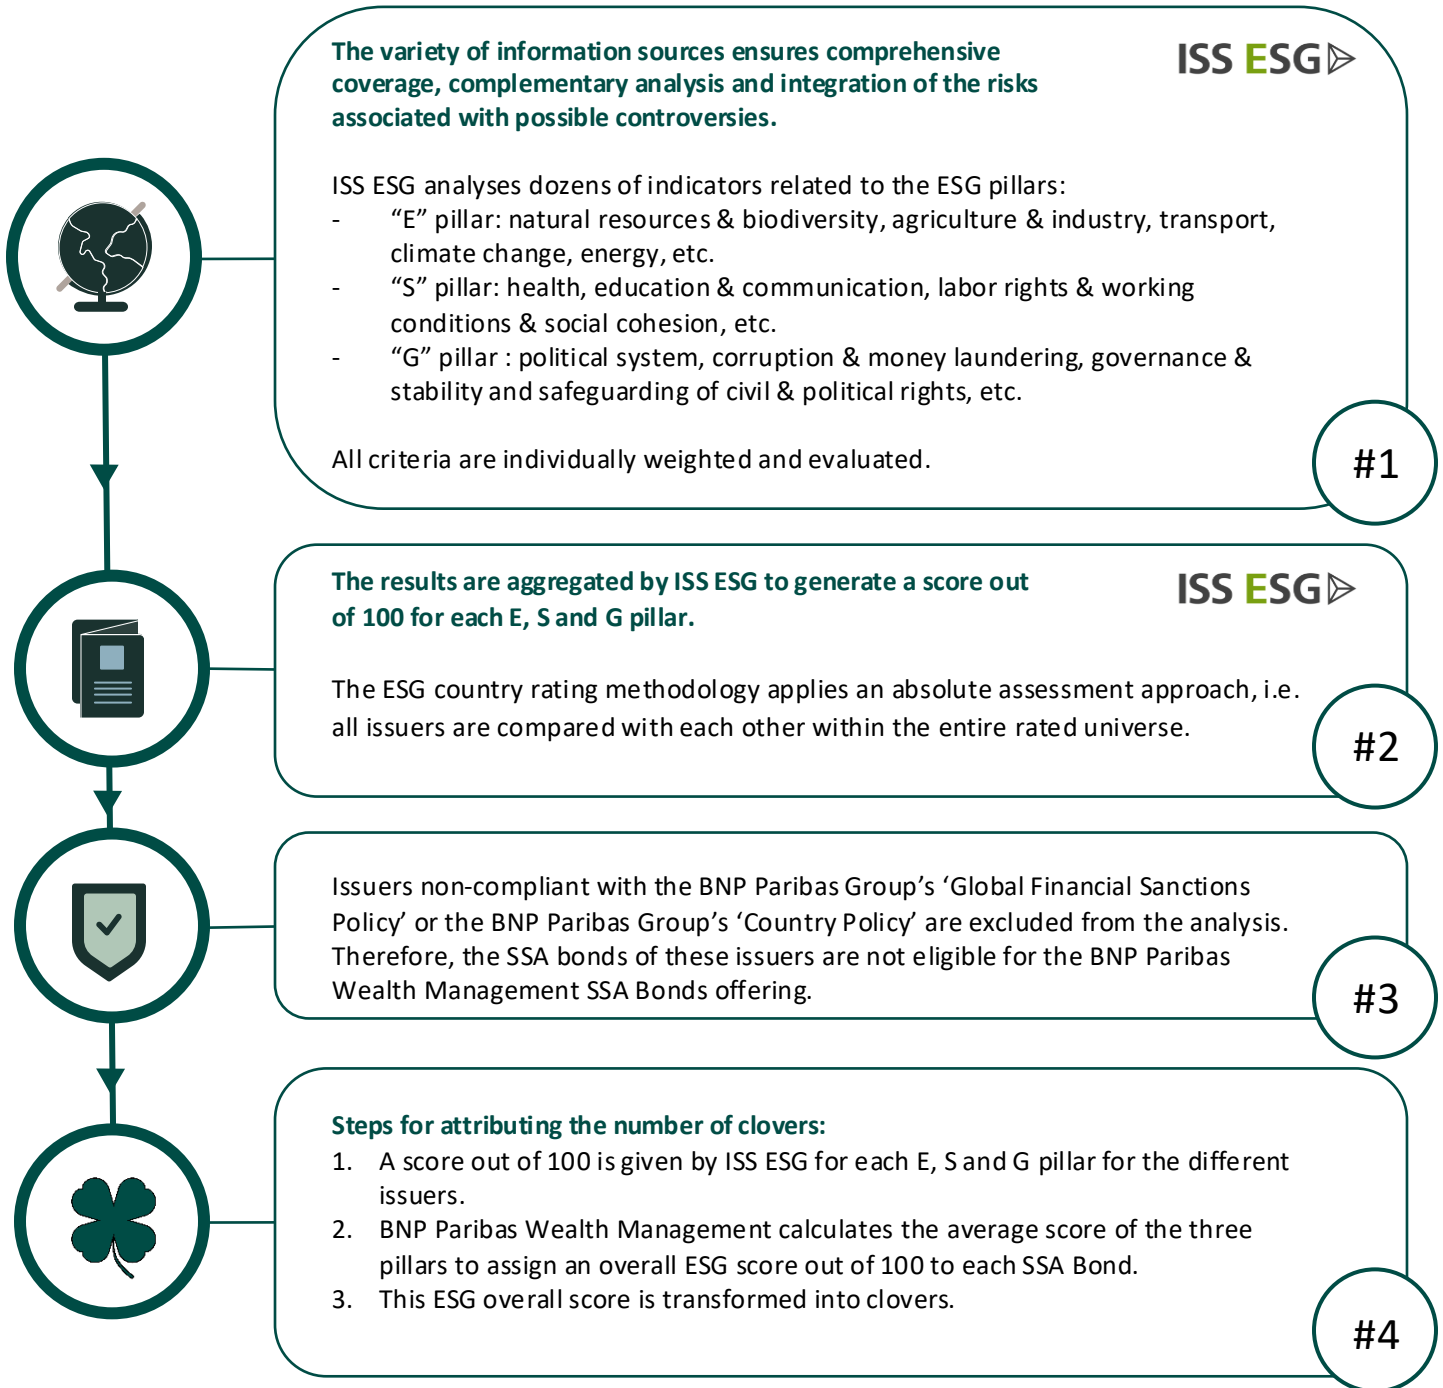 The variety of information sources ensures comprehensive
coverage, complementary analysis and integration of the risks
associated with possible controversies.
ISS ESG
ISS ESG analyses dozens of indicators related to the ESG pillars:
- “E” pillar: natural resources & biodiversity, agriculture & industry, transport,
climate change, energy, etc.
- “S” pillar: health, education & communication, labor rights & working
conditions & social cohesion, etc.
- “G” pillar : political system, corruption & money laundering, governance &
stability and safeguarding of civil & political rights, etc.
All criteria are individually weighted and evaluated.
#1
The results are aggregated by ISS ESG to generate a score out
of 100 for each E, S and G pillar.
ISS ESG
The ESG country rating methodology applies an absolute assessment approach, i.e.
all issuers are compared with each other within the entire rated universe.
#2
Issuers non-compliant with the BNP Paribas Group’s ‘Global Financial Sanctions
Policy’ or the BNP Paribas Group’s ‘Country Policy’ are excluded from the analysis.
Therefore, the SSA bonds of these issuers are not eligible for the BNP Paribas
Wealth Management SSA Bonds offering.
#3
Steps for attributing the number of clovers:
1. A score out of 100 is given by ISS ESG for each E, S and G pillar for the different
issuers.
2. BNP Paribas Wealth Management calculates the average score of the three
pillars to assign an overall ESG score out of 100 to each SSA Bond.
3. This ESG overall score is transformed into clovers.
#4